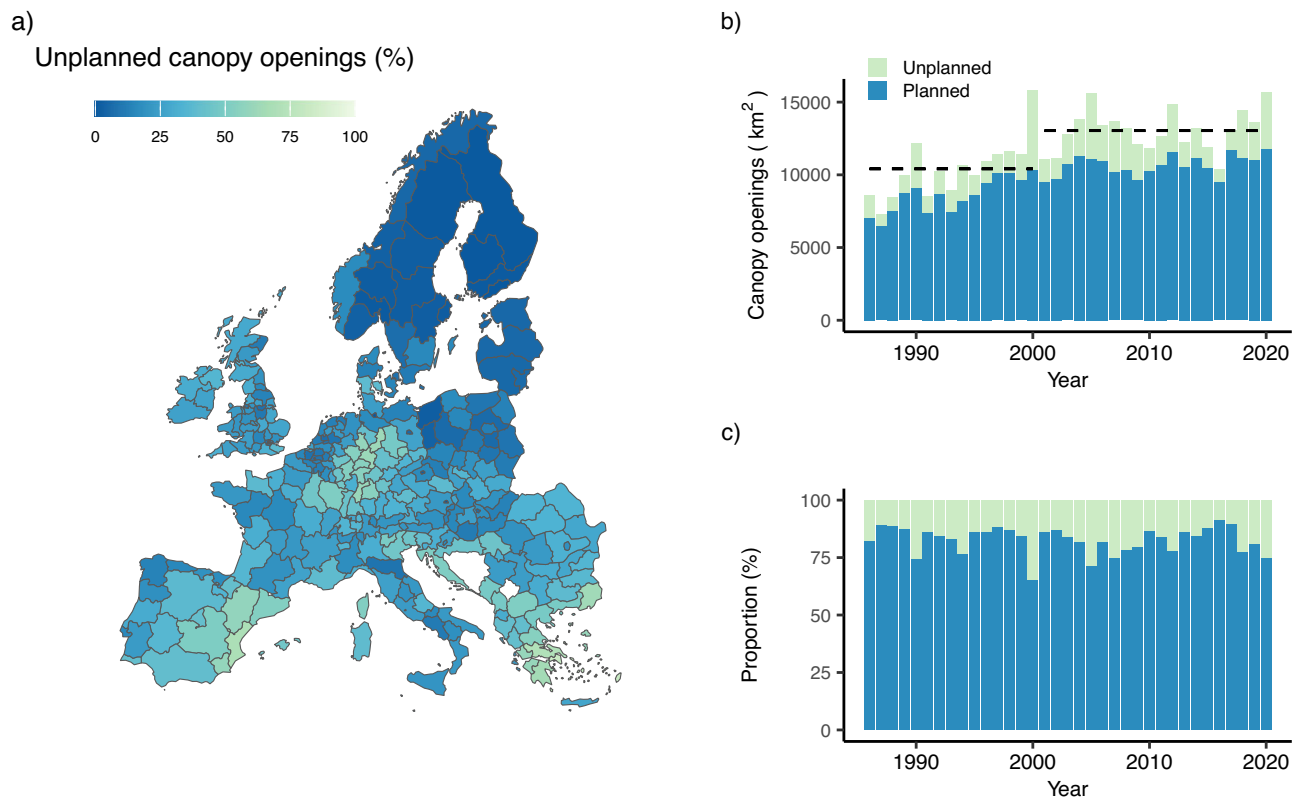 a)
Unplanned canopy openings (%)
0 25 50 75 100
b)
Unplanned
Planned
Canopy openings ( km² )
15000
10000
5000
0
1990 2000 2010 2020
Year
c)
Proportion (%)
100
75
50
25
0
1990 2000 2010 2020
Year